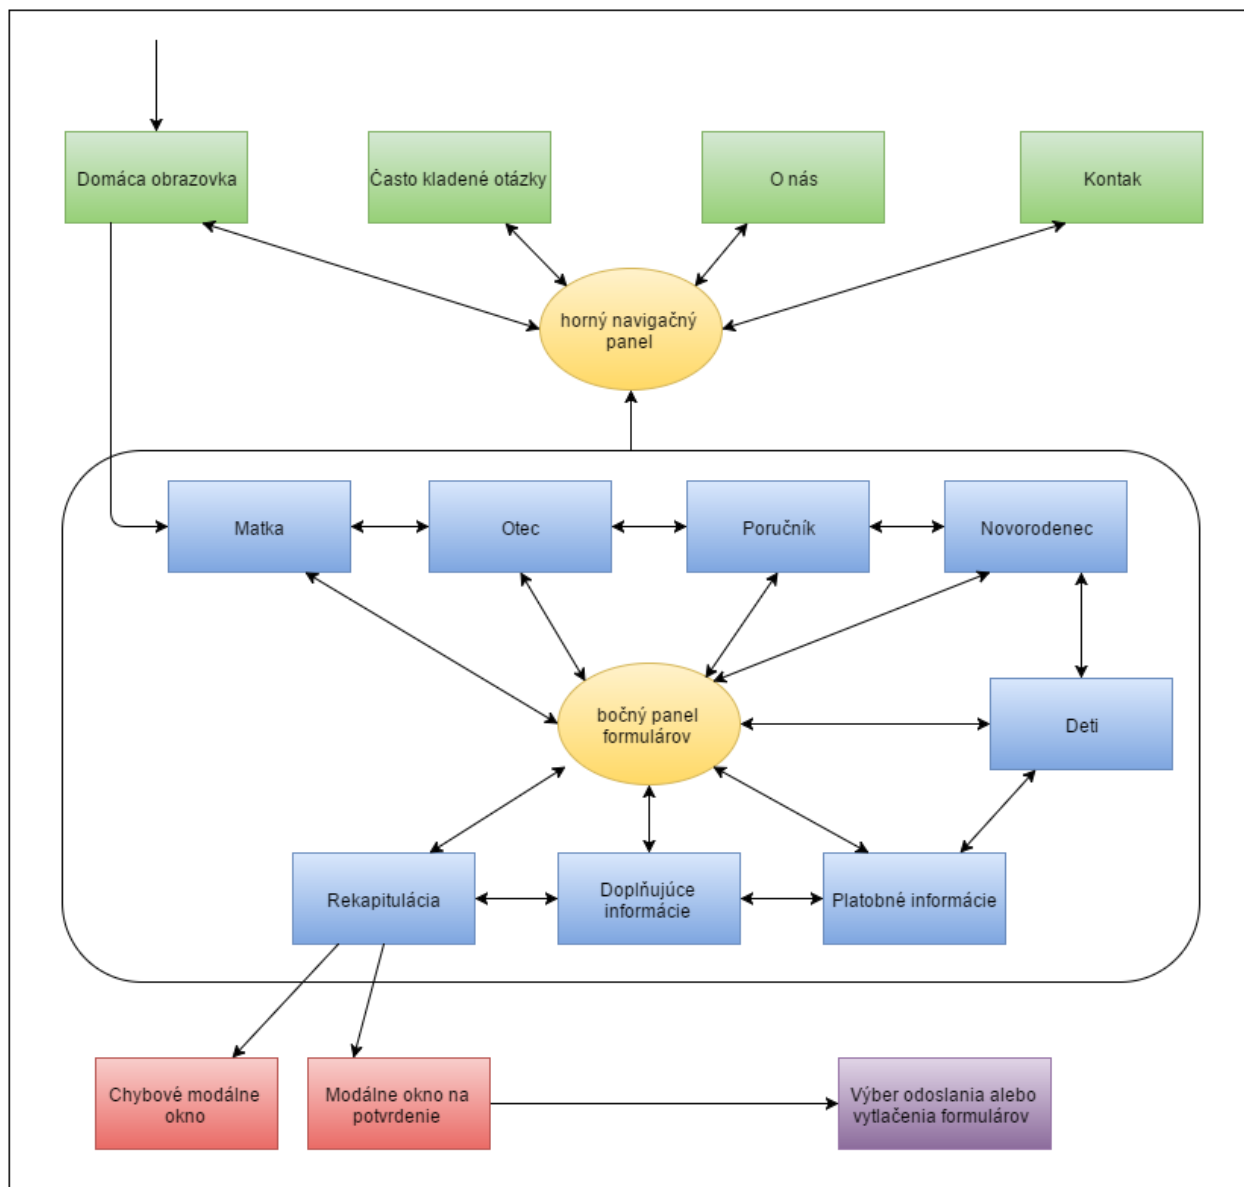 Domáca obrazovka
Často kladené otázky
O nás
Kontak
horný navigačný
panel
Matka
Otec
Poručník
Novorodenec
bočný panel
formulárov
Deti
Rekapitulácia
Doplňujúce
informácie
Platobné informácie
Chybové modálne
okno
Modálne okno na
potvrdenie
Výber odoslania alebo
vytlačenia formulárov